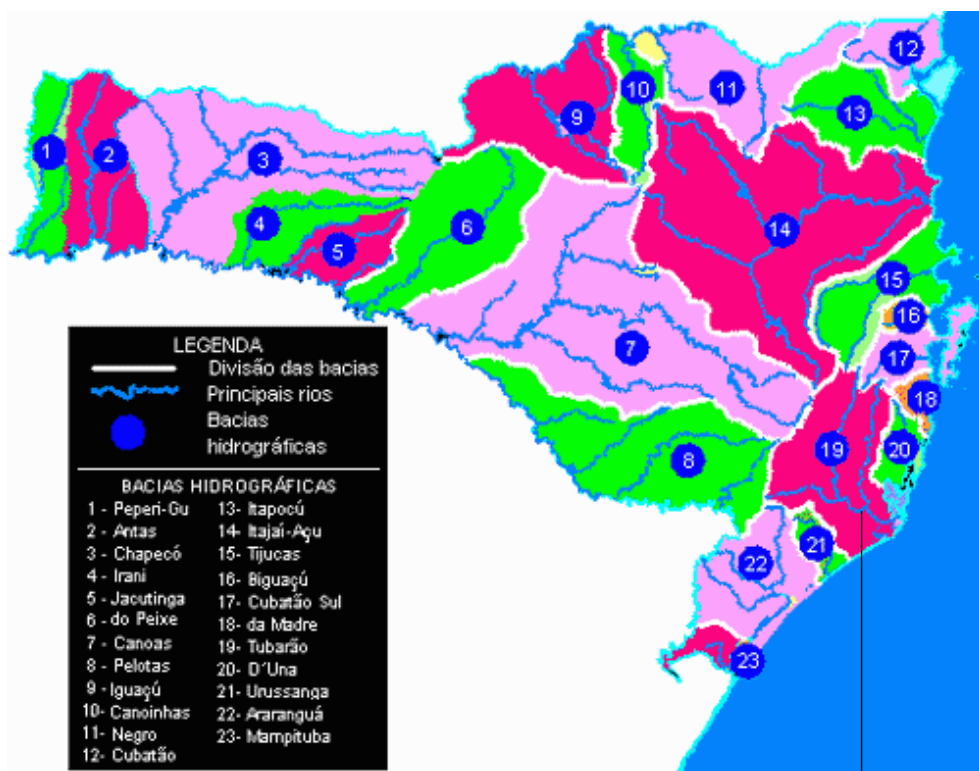 12
10
11
9
13
1
2
3
4
6
5
14
15
16
7
17
18
19
20
8
21
22
23
LEGENDA
Divisão das bacias
Principais rios
Bacias
hidrográficas
BACIAS HIDROGRÁFICAS
1 - Peperi-Gu
2 - Antas
3 - Chapecó
4 - Irani
5 - Jacutinga
6 - do Peixe
7 - Canoas
8 - Pelotas
9 - Iguaçú
10- Canoinhas
11- Negro
12- Cubatão
13- Itapocú
14- Itajaí-Açu
15- Tijucas
16- Biguaçú
17- Cubatão Sul
18- da Madre
19- Tubarão
20- D´Una
21- Urussanga
22- Araranguá
23- Mampituba